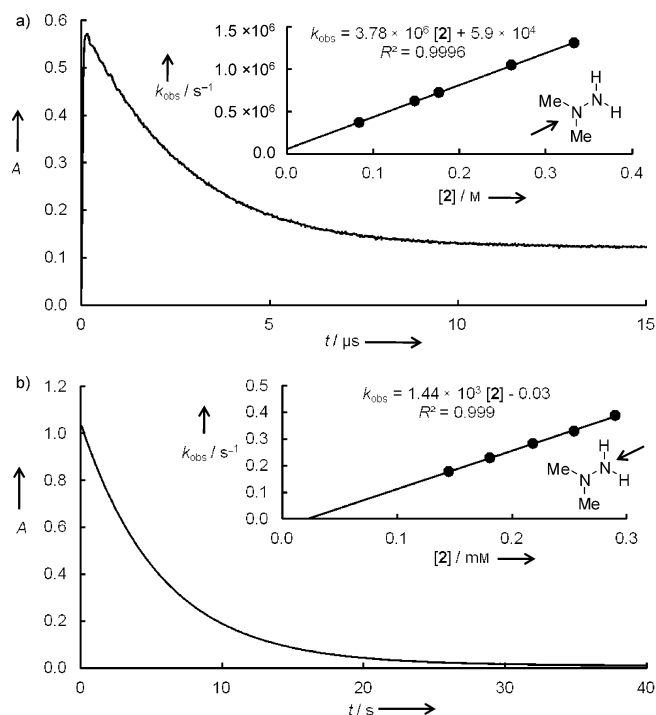 a)
0.6
0.5
0.4
0.3
0.2
0.1
0.0
A
0
5
10
15
t / µs
kobs / s⁻¹
1.5 ×10⁶
1.0 ×10⁶
0.5 ×10⁶
0.0
kobs = 3.78 × 10⁶ [2] + 5.9 × 10⁴
R² = 0.9996
H
Me N
N H
Me
0.0
0.1
0.2
0.3
0.4
[2] / M
b)
1.2
1.0
0.8
0.6
0.4
0.2
0.0
A
0
10
20
30
40
t / s
kobs / s⁻¹
0.5
0.4
0.3
0.2
0.1
0.0
kobs = 1.44 × 10³ [2] - 0.03
R² = 0.999
H
Me N
N H
Me
0.0
0.1
0.2
0.3
[2] / mM